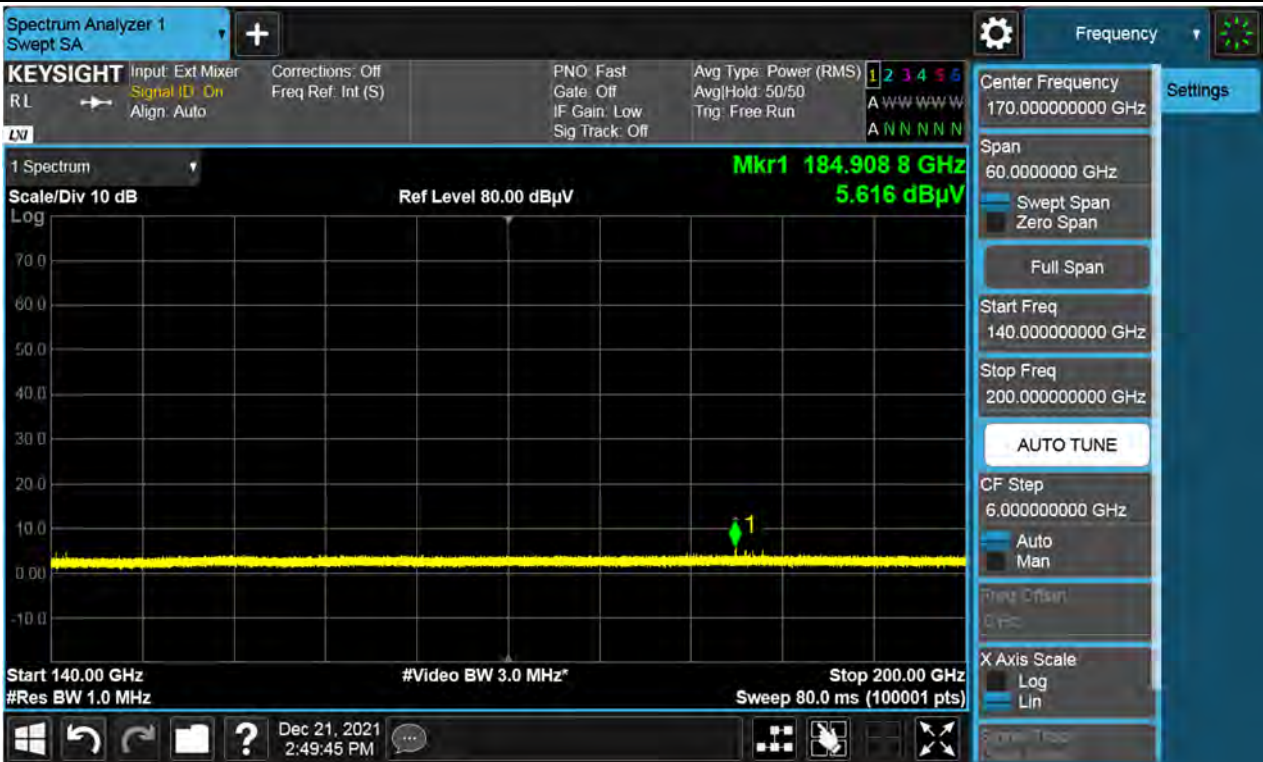 Spectrum Analyzer 1
Swept SA
+
Frequency
KEYSIGHT
RL
LXI
Input: Ext Mixer
Signal ID: On
Align: Auto
Corrections: Off
Freq Ref: Int (S)
PNO: Fast
Gate: Off
IF Gain: Low
Sig Track: Off
Avg Type: Power (RMS)
Avg|Hold: 50/50
Trig: Free Run
1 2 3 4 5 6
A W W W W W
A N N N N N
1 Spectrum
Scale/Div 10 dB
Ref Level 80.00 dBµV
Mkr1 184.908 8 GHz
5.616 dBµV
Log
70.0
60.0
50.0
40.0
30.0
20.0
10.0
0.00
-10.0
1
Start 140.00 GHz
#Video BW 3.0 MHz*
Stop 200.00 GHz
#Res BW 1.0 MHz
Sweep 80.0 ms (100001 pts)
?
Dec 21, 2021
2:49:45 PM
Center Frequency
170.000000000 GHz
Settings
Span
60.0000000 GHz
Swept Span
Zero Span
Full Span
Start Freq
140.000000000 GHz
Stop Freq
200.000000000 GHz
AUTO TUNE
CF Step
6.000000000 GHz
Auto
Man
Freq Offset
0 Hz
X Axis Scale
Log
Lin